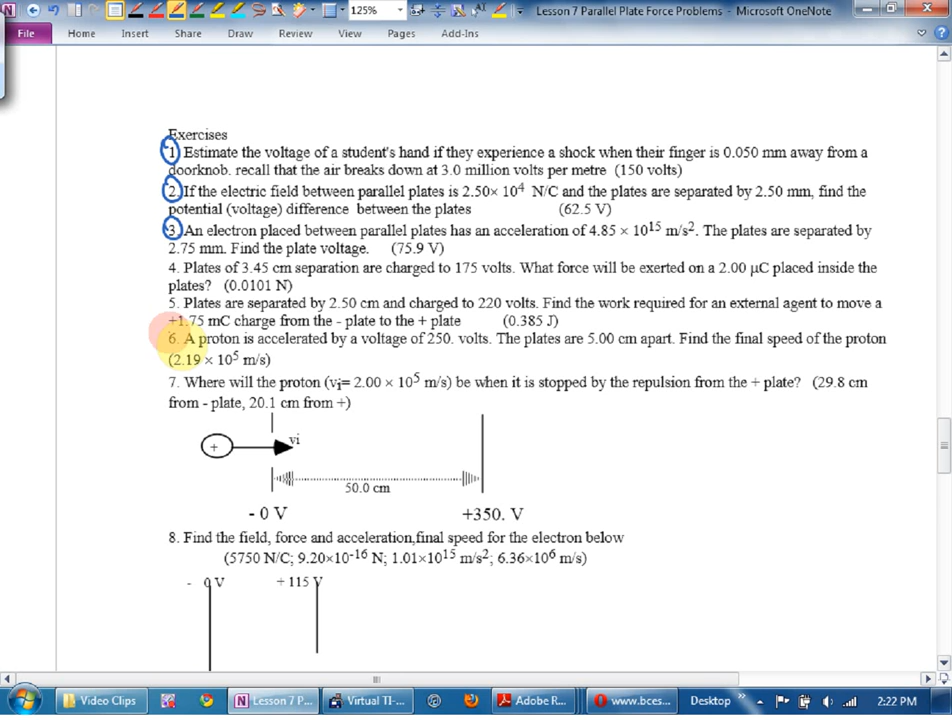 Lesson 7 Parallel Plate Force Problems - Microsoft OneNote
125%
File Home Insert Share Draw Review View Pages Add-Ins
Exercises
1. Estimate the voltage of a student's hand if they experience a shock when their finger is 0.050 mm away from a
doorknob. recall that the air breaks down at 3.0 million volts per metre (150 volts)
2. If the electric field between parallel plates is 2.50× 10⁴ N/C and the plates are separated by 2.50 mm, find the
potential (voltage) difference between the plates (62.5 V)
3. An electron placed between parallel plates has an acceleration of 4.85 × 10¹⁵ m/s². The plates are separated by
2.75 mm. Find the plate voltage. (75.9 V)
4. Plates of 3.45 cm separation are charged to 175 volts. What force will be exerted on a 2.00 μC placed inside the
plates? (0.0101 N)
5. Plates are separated by 2.50 cm and charged to 220 volts. Find the work required for an external agent to move a
+1.75 mC charge from the - plate to the + plate (0.385 J)
6. A proton is accelerated by a voltage of 250. volts. The plates are 5.00 cm apart. Find the final speed of the proton
(2.19 × 10⁵ m/s)
7. Where will the proton (vi= 2.00 × 10⁵ m/s) be when it is stopped by the repulsion from the + plate? (29.8 cm
from - plate, 20.1 cm from +)
+ vi
50.0 cm
- 0 V +350. V
8. Find the field, force and acceleration,final speed for the electron below
(5750 N/C; 9.20×10⁻¹⁶ N; 1.01×10¹⁵ m/s²; 6.36×10⁶ m/s)
- 0 V + 115 V
Video Clips Lesson 7 P... Virtual TI-... Adobe R... www.bces... Desktop » 2:22 PM